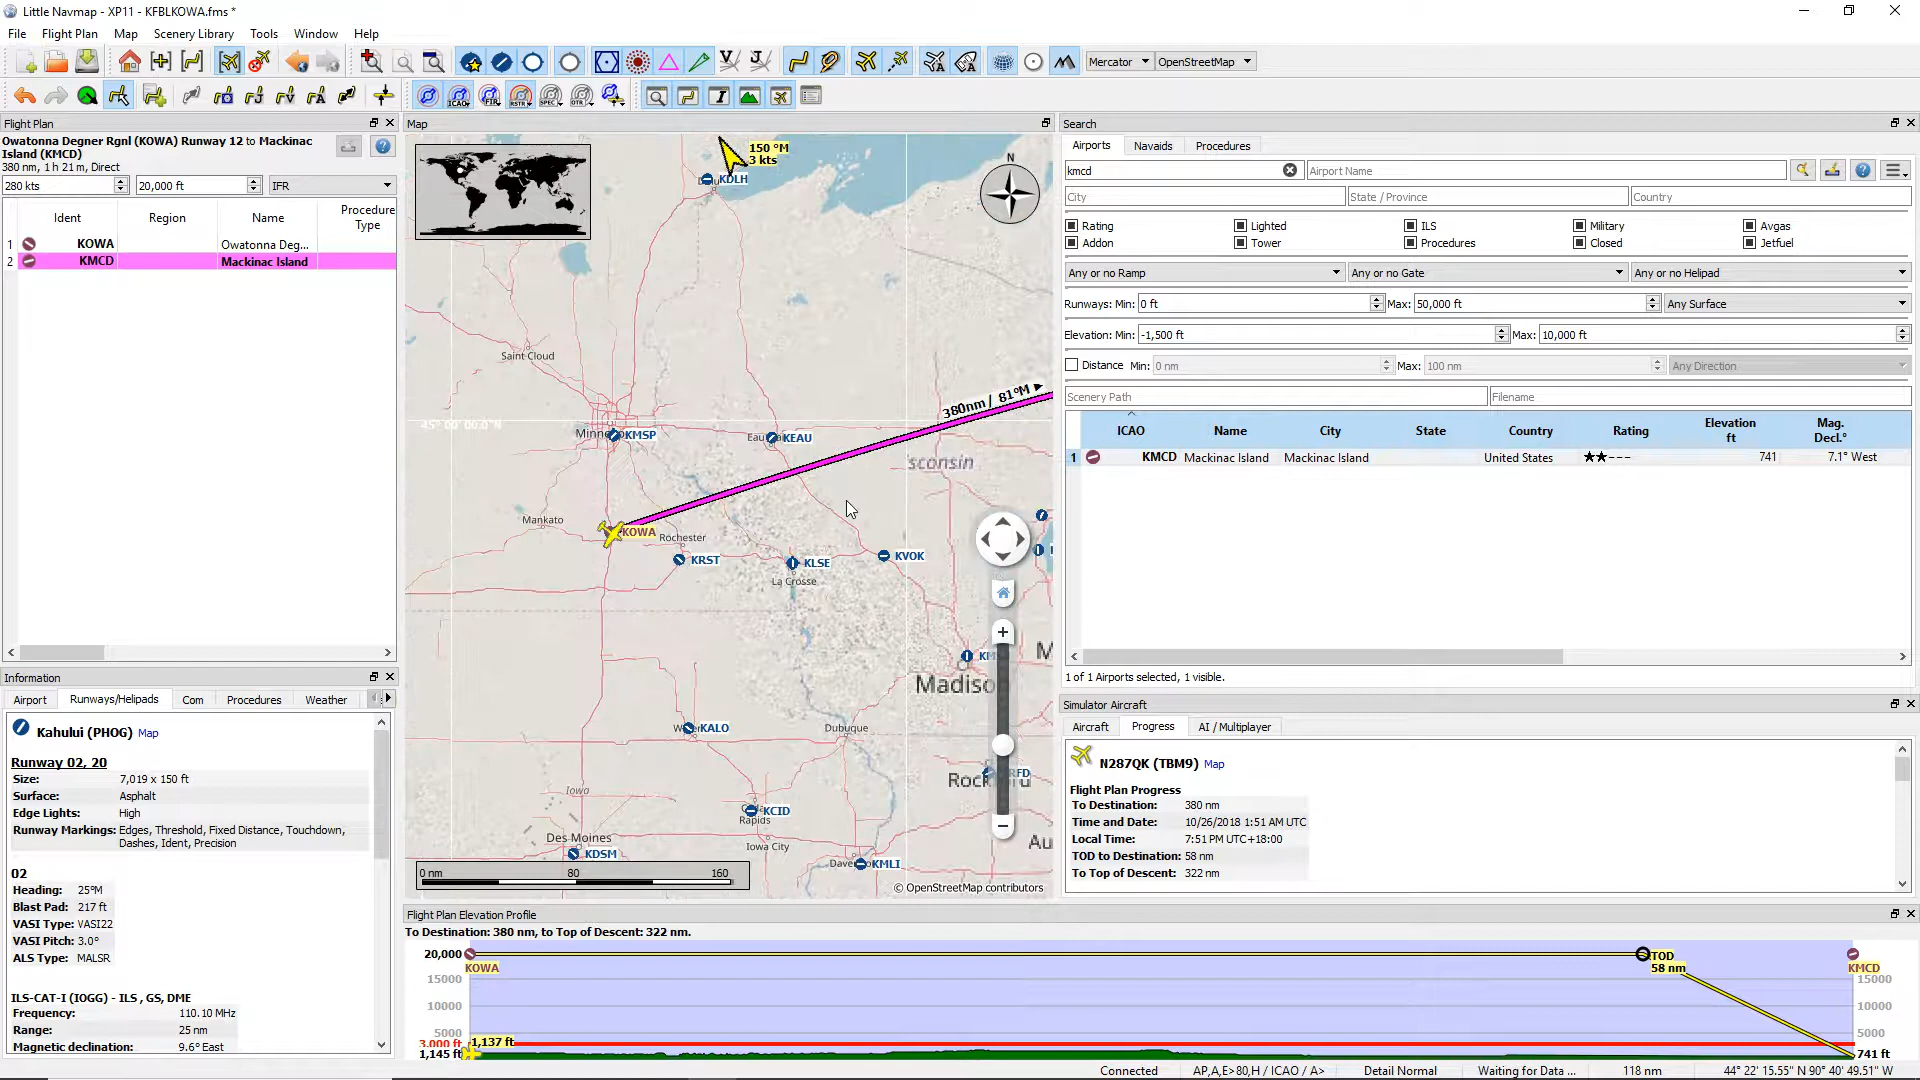 Little Navmap - XP11 - KFBLKOWA.fms *
File Flight Plan Map Scenery Library Tools Window Help
Mercator OpenStreetMap
Flight Plan
Owatonna Degner Rgnl (KOWA) Runway 12 to Mackinac
Island (KMCD)
380 nm, 1 h 21 m, Direct
280 kts 20,000 ft IFR
Ident Region Name Procedure
Type
1 KOWA Owatonna Deg...
2 KMCD Mackinac Island
Information
Airport Runways/Helipads Com Procedures Weather
Kahului (PHOG) Map
Runway 02, 20
Size: 7,019 x 150 ft
Surface: Asphalt
Edge Lights: High
Runway Markings: Edges, Threshold, Fixed Distance, Touchdown,
Dashes, Ident, Precision
02
Heading: 25°M
Blast Pad: 217 ft
VASI Type: VASI22
VASI Pitch: 3.0°
ALS Type: MALSR
ILS-CAT-I (IOGG) - ILS , GS, DME
Frequency: 110.10 MHz
Range: 25 nm
Magnetic declination: 9.6° East
Map
150 °M
3 kts
KDLH
N
Saint Cloud
380nm / 81°M
45° 00' 00.0"N
KMSP
KEAU
sconsin
Mankato
KOWA
Rochester
KRST
KLSE
La Crosse
KVOK
KALO
Dubuque
Iowa
KCID
Rapids
Des Moines
Iowa City
KDSM
KMLI
0 nm 80 160
© OpenStreetMap contributors
Search
Airports Navaids Procedures
kmcd Airport Name
City State / Province Country
Rating Lighted ILS Military Avgas
Addon Tower Procedures Closed Jetfuel
Any or no Ramp Any or no Gate Any or no Helipad
Runways: Min: 0 ft Max: 50,000 ft Any Surface
Elevation: Min: -1,500 ft Max: 10,000 ft
Distance Min: 0 nm Max: 100 nm Any Direction
Scenery Path Filename
ICAO Name City State Country Rating Elevation
ft Mag.
Decl.°
1 KMCD Mackinac Island Mackinac Island United States ★★--- 741 7.1° West
1 of 1 Airports selected, 1 visible.
Simulator Aircraft
Aircraft Progress AI / Multiplayer
N287QK (TBM9) Map
Flight Plan Progress
To Destination: 380 nm
Time and Date: 10/26/2018 1:51 AM UTC
Local Time: 7:51 PM UTC+18:00
TOD to Destination: 58 nm
To Top of Descent: 322 nm
Flight Plan Elevation Profile
To Destination: 380 nm, to Top of Descent: 322 nm.
20,000 KOWA TOD
58 nm KMCD
15000 15000
10000 10000
5000 5000
3,000 ft 1,137 ft
1,145 ft 741 ft
Connected AP,A,E>80,H / ICAO / A> Detail Normal Waiting for Data ... 118 nm 44° 22' 15.55" N 90° 40' 49.51" W